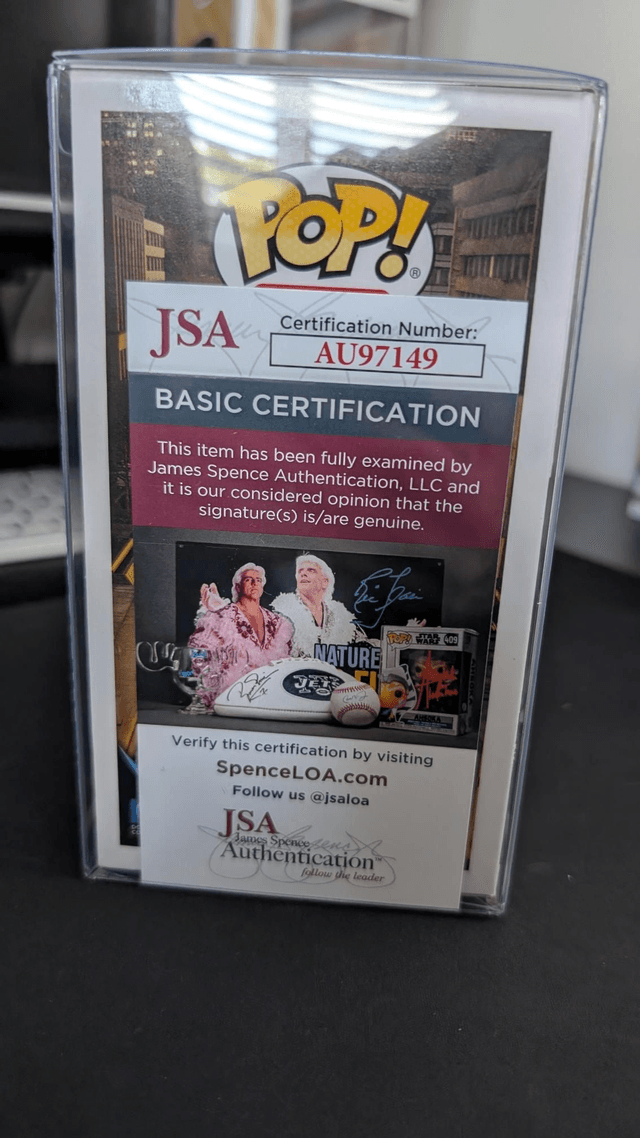 POP!
®
JSA
Certification Number:
AU97149
BASIC CERTIFICATION
This item has been fully examined by
James Spence Authentication, LLC and
it is our considered opinion that the
signature(s) is/are genuine.
NATURE
JETS
POP!
STAR
WARS
409
Verify this certification by visiting
SpenceLOA.com
Follow us @jsaloa
JSA
James Spence
Authentication™
follow the leader